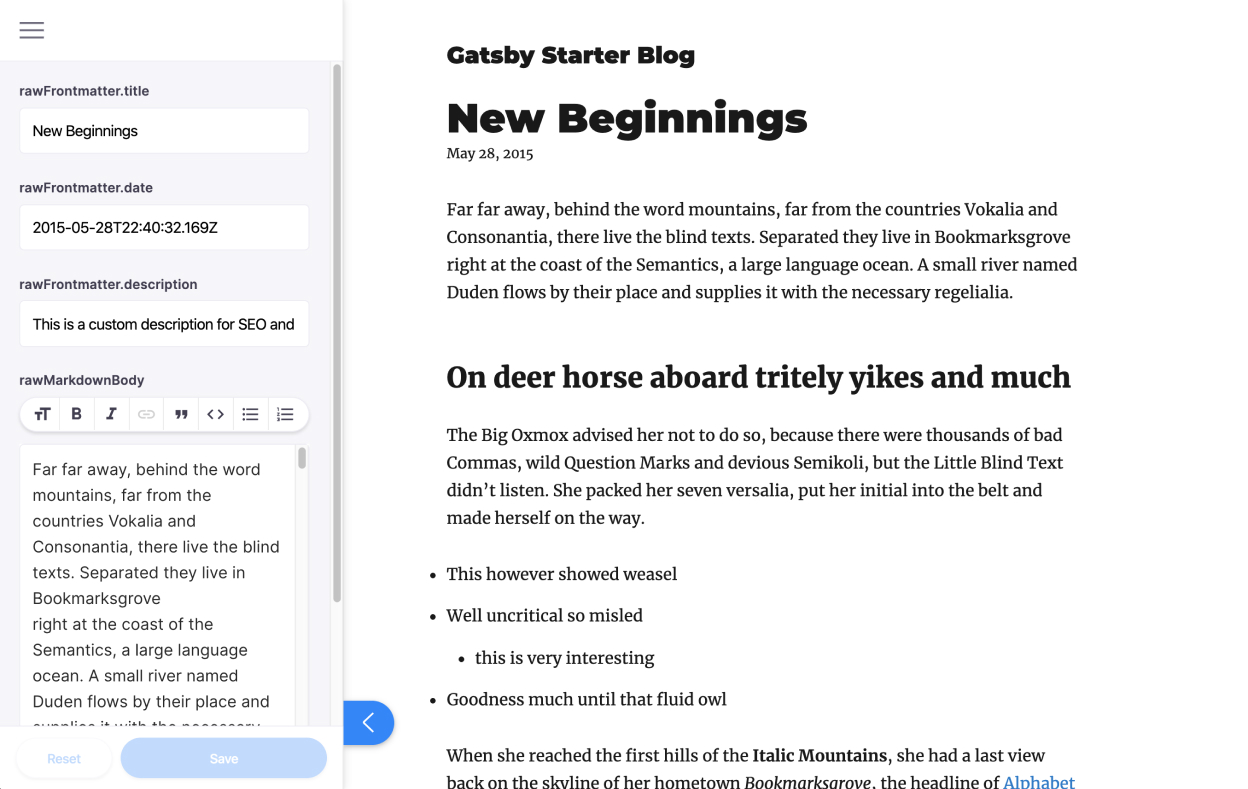 rawFrontmatter.title
New Beginnings
rawFrontmatter.date
2015-05-28T22:40:32.169Z
rawFrontmatter.description
This is a custom description for SEO and
rawMarkdownBody
Far far away, behind the word
mountains, far from the
countries Vokalia and
Consonantia, there live the blind
texts. Separated they live in
Bookmarksgrove
right at the coast of the
Semantics, a large language
ocean. A small river named
Duden flows by their place and
supplies it with the necessary
Reset
Save
Gatsby Starter Blog
New Beginnings
May 28, 2015
Far far away, behind the word mountains, far from the countries Vokalia and
Consonantia, there live the blind texts. Separated they live in Bookmarksgrove
right at the coast of the Semantics, a large language ocean. A small river named
Duden flows by their place and supplies it with the necessary regelialia.
On deer horse aboard tritely yikes and much
The Big Oxmox advised her not to do so, because there were thousands of bad
Commas, wild Question Marks and devious Semikoli, but the Little Blind Text
didn’t listen. She packed her seven versalia, put her initial into the belt and
made herself on the way.
• This however showed weasel
• Well uncritical so misled
• this is very interesting
• Goodness much until that fluid owl
When she reached the first hills of the Italic Mountains, she had a last view
back on the skyline of her hometown Bookmarksgrove, the headline of Alphabet